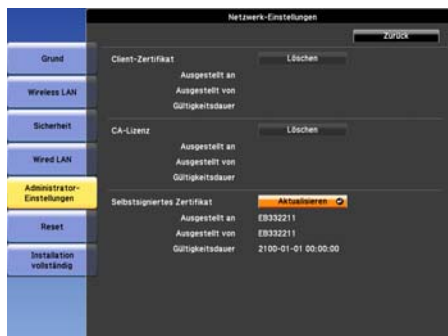 Netzwerk-Einstellungen
Zurück
Grund
Wireless LAN
Sicherheit
Wired LAN
Administrator-
Einstellungen
Reset
Installation
vollständig
Client-Zertifikat Löschen
Ausgestellt an
Ausgestellt von
Gültigkeitsdauer
CA-Lizenz Löschen
Ausgestellt an
Ausgestellt von
Gültigkeitsdauer
Selbstsigniertes Zertifikat Aktualisieren
Ausgestellt an EB332211
Ausgestellt von EB332211
Gültigkeitsdauer 2100-01-01 00:00:00